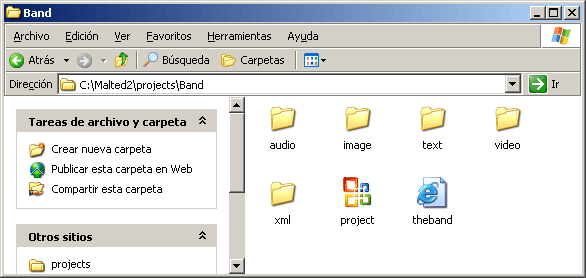 Band
Archivo Edición Ver Favoritos Herramientas Ayuda
Atrás Búsqueda Carpetas
Dirección C:\Malted2\projects\Band Ir
Tareas de archivo y carpeta
Crear nueva carpeta
Publicar esta carpeta en Web
Compartir esta carpeta
Otros sitios
projects
audio image text video
xml project theband